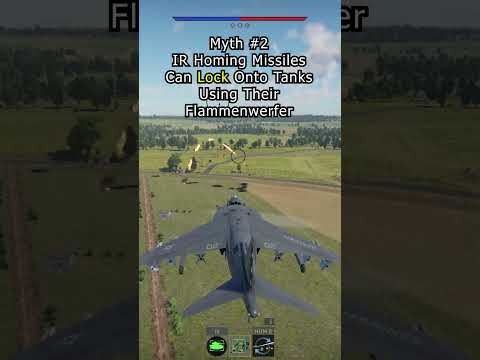 Myth #2
IR Homing Missiles
Can Lock Onto Tanks
Using Their
Flammenwerfer